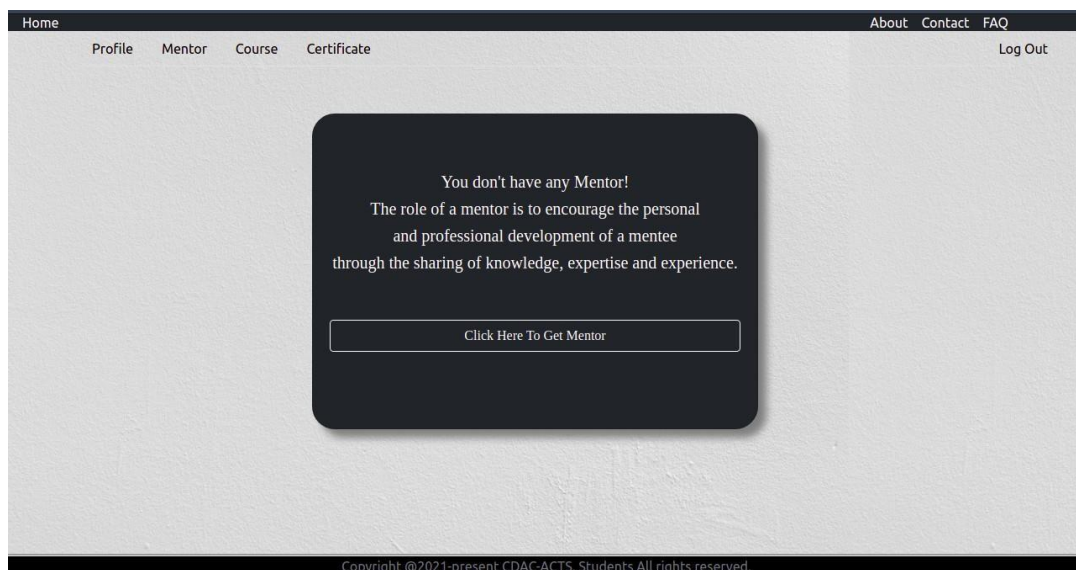 Home About Contact FAQ
Profile Mentor Course Certificate Log Out
You don't have any Mentor!
The role of a mentor is to encourage the personal
and professional development of a mentee
through the sharing of knowledge, expertise and experience.
Click Here To Get Mentor
Copyright @2021-present CDAC-ACTS, Students All rights reserved.